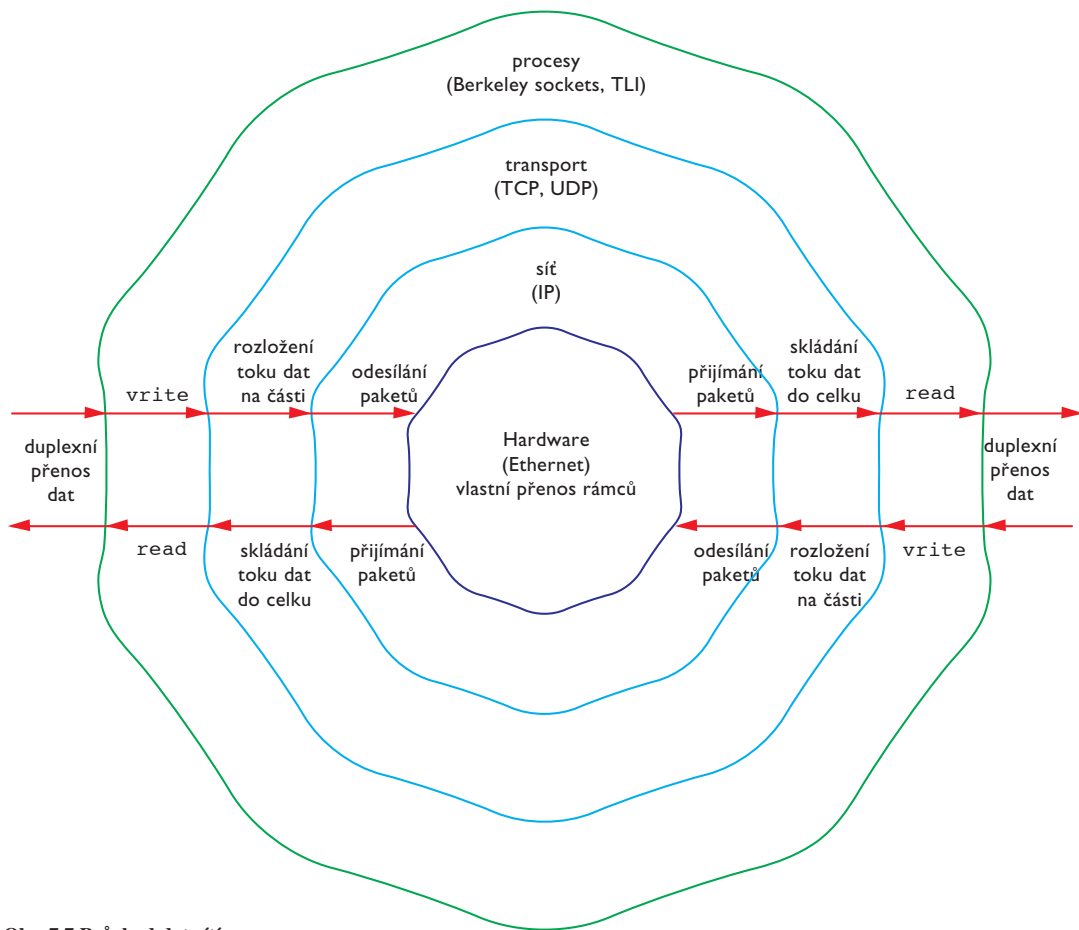 procesy
(Berkeley sockets, TLI)
transport
(TCP, UDP)
síť
(IP)
rozložení
toku dat
na části
odesílání
paketů
přijímání
paketů
skládání
toku dat
do celku
vrite
read
duplexní
přenos
dat
Hardware
(Ethernet)
vlastní přenos rámců
duplexní
přenos
dat
read
skládání
toku dat
do celku
přijímání
paketů
odesílání
paketů
rozložení
toku dat
na části
vrite